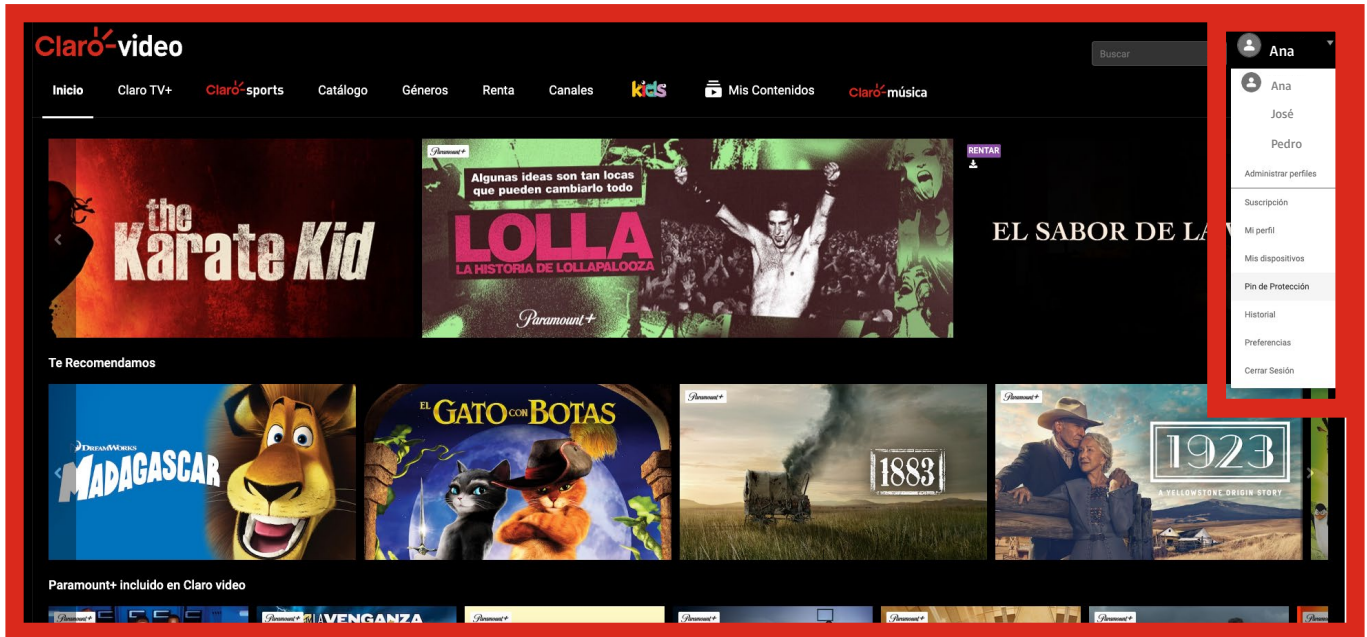 Claro-video
Buscar
Ana
Inicio
Claro TV+
Claro-sports
Catálogo
Géneros
Renta
Canales
kids
Mis Contenidos
Claro-música
Ana
José
Pedro
Administrar perfiles
Suscripción
Mi perfil
Mis dispositivos
Pin de Protección
Historial
Preferencias
Cerrar Sesión
the
Karate Kid
Paramount+
Algunas ideas son tan locas
que pueden cambiarlo todo
LOLLA
LA HISTORIA DE LOLLAPALOOZA
Paramount+
RENTAR
EL SABOR DE LA
Te Recomendamos
DREAMWORKS
MADAGASCAR
EL GATO CON BOTAS
Paramount+
1883
Paramount+
1923
A YELLOWSTONE ORIGIN STORY
Paramount+ incluido en Claro video
Paramount+
Paramount+
LA VENGANZA
Paramount+
Paramount+
Paramount+
Paramount+